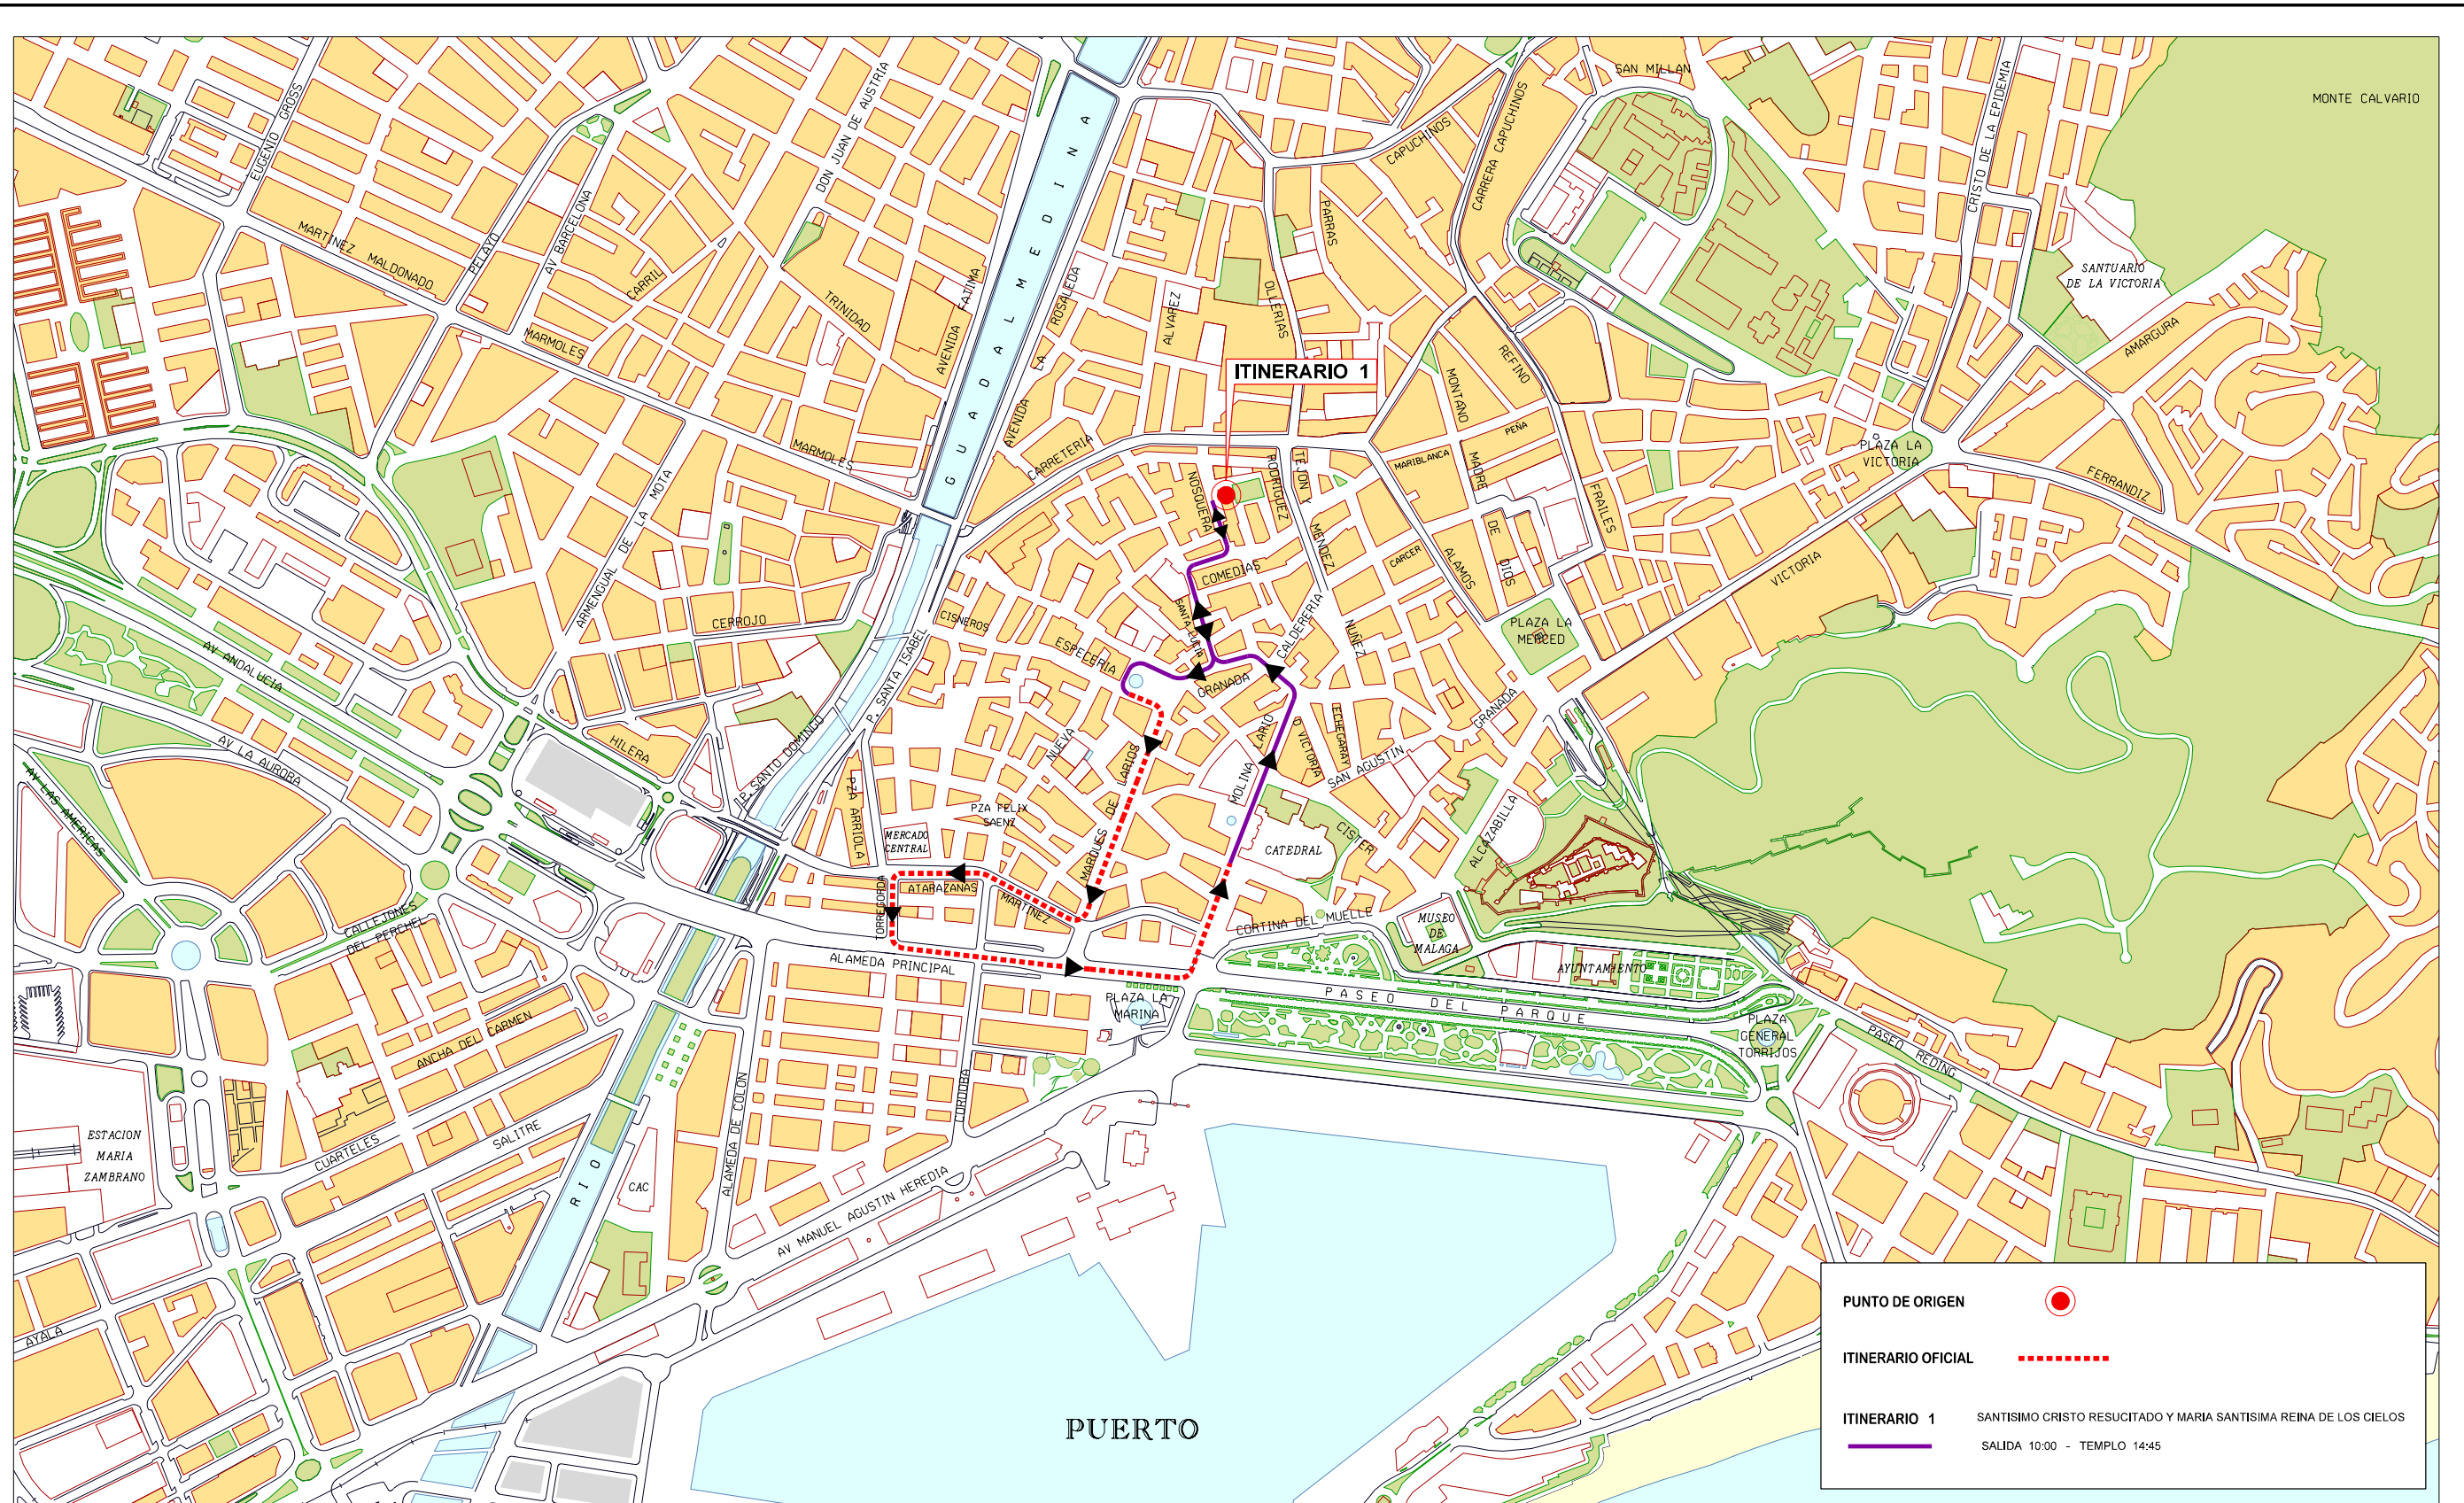 SAN MILLAN
MONTE CALVARIO
EUGENIO GROSS
DON JUAN DE AUSTRIA
CAPUCHINOS
CARRERA CAPUCHINOS
CRISTO DE LA EPIDEMIA
MARTINEZ
MALDONADO
PELAYO
AV BARCELONA
CARRIL
TRINIDAD
AVENIDA FATIMA
GUADALMEDINA
AVENIDA LA ROSALEDA
ALVAREZ
OLLERIAS
PARRAS
SANTUARIO
DE LA VICTORIA
AMARGURA
MARMOLES
ITINERARIO 1
REFINO
MONTAÑO
PEÑA
MARIBLANCA
MADRE
DE
DIOS
FRAILES
PLAZA LA
VICTORIA
FERRANDIZ
MARMOLES
CARRETERIA
NOSQUERA
RODRIGUEZ
TEJON Y
MENDEZ
NUÑEZ
CARCER
ALAMOS
VICTORIA
ARMENGUAL DE LA MOTA
COMEDIAS
SANTA LUCIA
CALDERERIA
CERROJO
CISNEROS
ESPECERIA
P. SANTA ISABEL
PLAZA LA
MERCED
GRANADA
GRANADA
AV ANDALUCIA
HILERA
P. SANTO DOMINGO
AV LA AURORA
AV LAS AMERICAS
NUEVA
MARQUES DE LARIOS
MOLINA LARIO
D VICTORIA
ECHEGARAY
SAN AGUSTIN
PZA ARRIOLA
MERCADO
CENTRAL
PZA FELIX
SAENZ
CATEDRAL
CISTER
ALCAZABILLA
TORREGORDA
ATARAZANAS
MARTINEZ
CORTINA DEL MUELLE
MUSEO
DE
MALAGA
AYUNTAMIENTO
CALLEJONES
DEL PERCHEL
ALAMEDA PRINCIPAL
PLAZA LA
MARINA
PASEO DEL PARQUE
PLAZA
GENERAL
TORRIJOS
PASEO REDING
ANCHA DEL CARMEN
ALAMEDA DE COLON
CORDOBA
ESTACION
MARIA
ZAMBRANO
CUARTELES
SALITRE
RIO
CAC
AV MANUEL AGUSTIN HEREDIA
AYALA
PUERTO
PUNTO DE ORIGEN
ITINERARIO OFICIAL
ITINERARIO 1 SANTISIMO CRISTO RESUCITADO Y MARIA SANTISIMA REINA DE LOS CIELOS
SALIDA 10:00 - TEMPLO 14:45